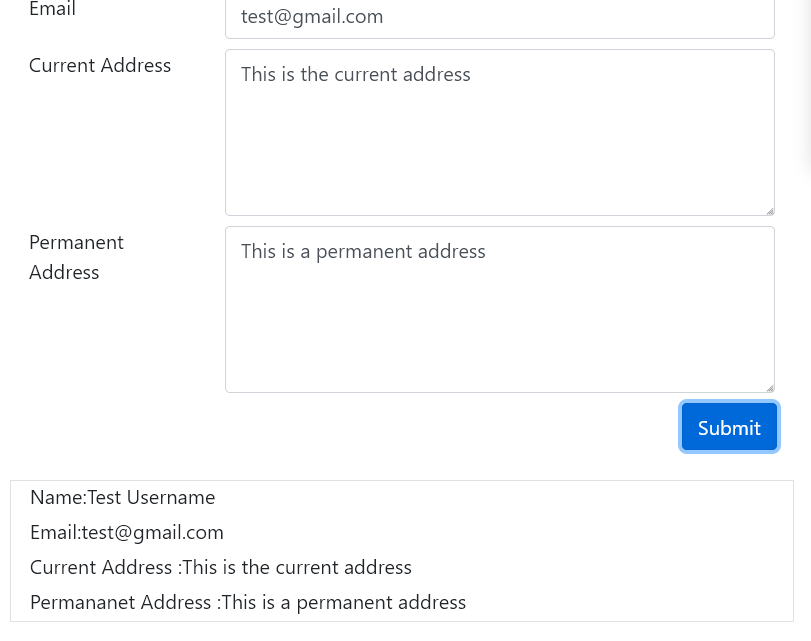 Email
test@gmail.com
Current Address
This is the current address
Permanent
Address
This is a permanent address
Submit
Name:Test Username
Email:test@gmail.com
Current Address :This is the current address
Permananet Address :This is a permanent address